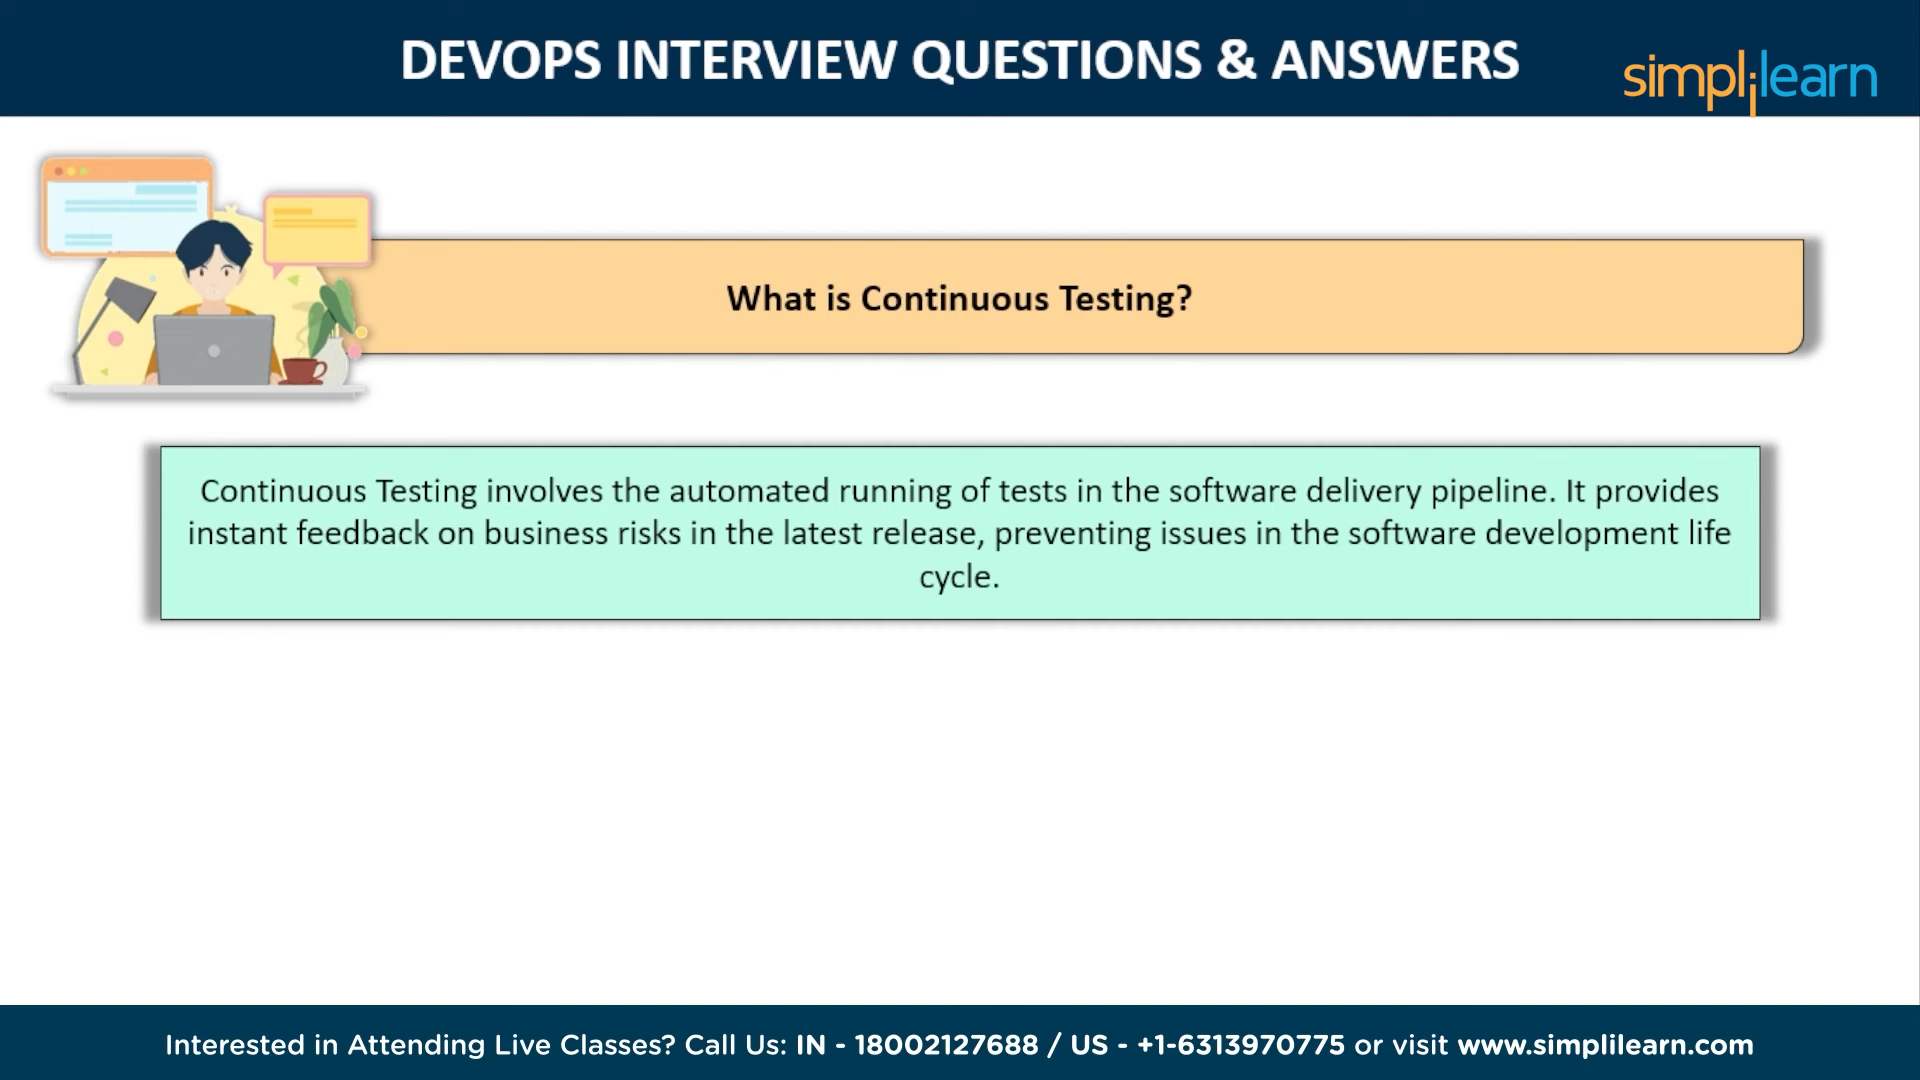 DEVOPS INTERVIEW QUESTIONS & ANSWERS
simplilearn
What is Continuous Testing?
Continuous Testing involves the automated running of tests in the software delivery pipeline. It provides
instant feedback on business risks in the latest release, preventing issues in the software development life
cycle.
Interested in Attending Live Classes? Call Us: IN - 18002127688 / US - +1-6313970775 or visit www.simplilearn.com